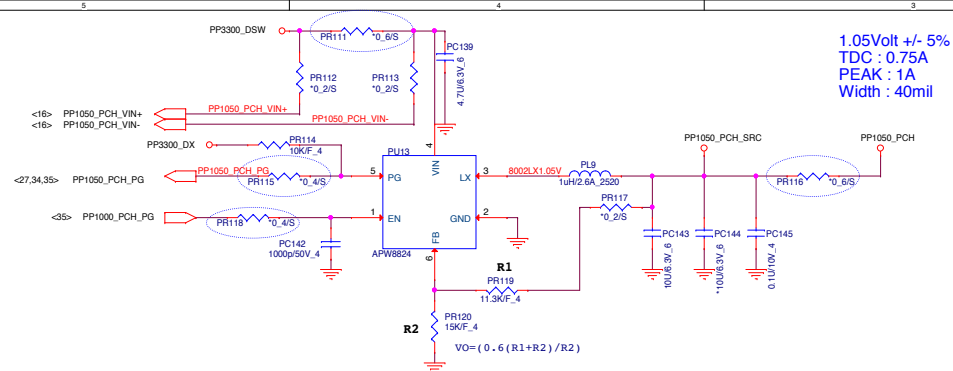 5
4
3
PP3300_DSW
PR111
*0_6/S
PC139
4.7U/6.3V_6
PR112
*0_2/S
PR113
*0_2/S
1.05Volt +/- 5%
TDC : 0.75A
PEAK : 1A
Width : 40mil
<16> PP1050_PCH_VIN+
PP1050_PCH_VIN+
<16> PP1050_PCH_VIN-
PP1050_PCH_VIN-
PP3300_DX
PR114
10K/F_4
PU13
4
VIN
PP1050_PCH_SRC
PP1050_PCH
<27,34,35> PP1050_PCH_PG
PP1050_PCH_PG
PR115
*0_4/S
5
PG
LX
3
8002LX1.05V
PL9
1uH/2.6A_2520
PR116
*0_6/S
PR117
*0_2/S
<35> PP1000_PCH_PG
PR118
*0_4/S
1
EN
GND
2
FB
6
APW8824
PC142
1000p/50V_4
PC143
10U/6.3V_6
PC144
*10U/6.3V_6
PC145
0.1U/10V_4
R1
PR119
11.3K/F_4
R2
PR120
15K/F_4
VO=(0.6(R1+R2)/R2)